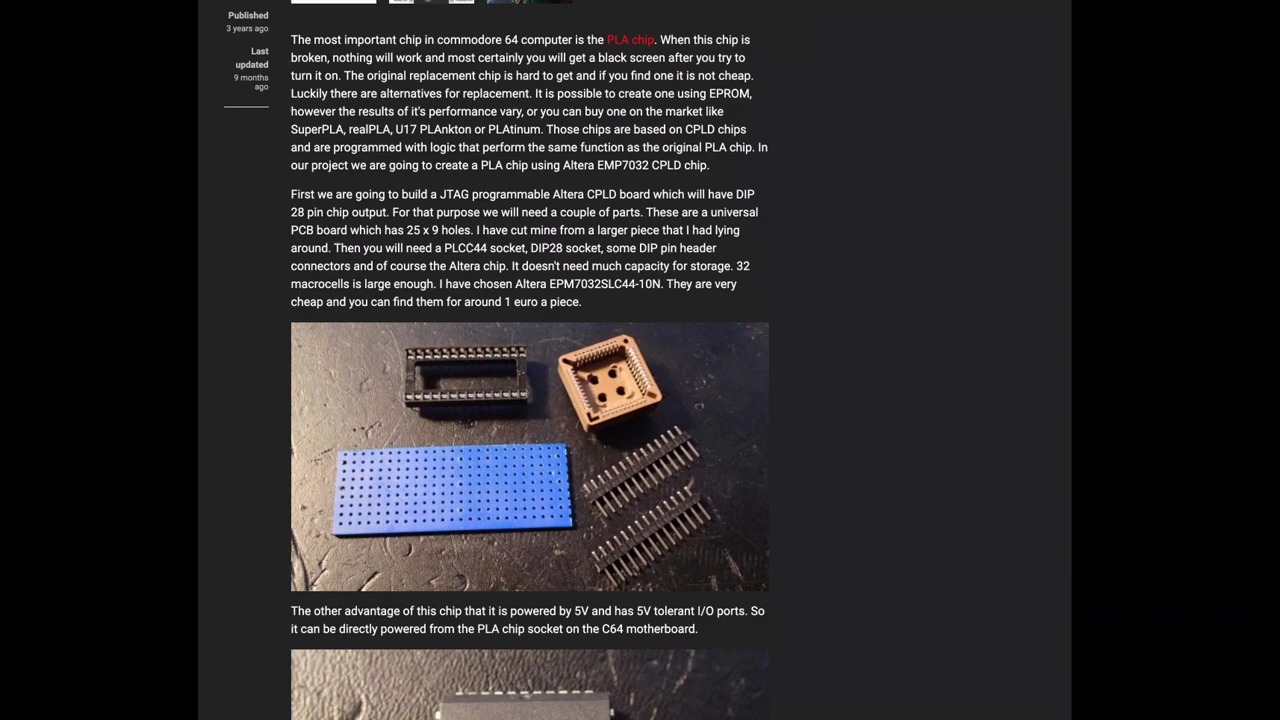 Published
3 years ago
Last
updated
9 months
ago
The most important chip in commodore 64 computer is the PLA chip. When this chip is
broken, nothing will work and most certainly you will get a black screen after you try to
turn it on. The original replacement chip is hard to get and if you find one it is not cheap.
Luckily there are alternatives for replacement. It is possible to create one using EPROM,
however the results of it's performance vary, or you can buy one on the market like
SuperPLA, realPLA, U17 PLAnkton or PLAtinum. Those chips are based on CPLD chips
and are programmed with logic that perform the same function as the original PLA chip. In
our project we are going to create a PLA chip using Altera EMP7032 CPLD chip.
First we are going to build a JTAG programmable Altera CPLD board which will have DIP
28 pin chip output. For that purpose we will need a couple of parts. These are a universal
PCB board which has 25 x 9 holes. I have cut mine from a larger piece that I had lying
around. Then you will need a PLCC44 socket, DIP28 socket, some DIP pin header
connectors and of course the Altera chip. It doesn't need much capacity for storage. 32
macrocells is large enough. I have chosen Altera EPM7032SLC44-10N. They are very
cheap and you can find them for around 1 euro a piece.
The other advantage of this chip that it is powered by 5V and has 5V tolerant I/O ports. So
it can be directly powered from the PLA chip socket on the C64 motherboard.